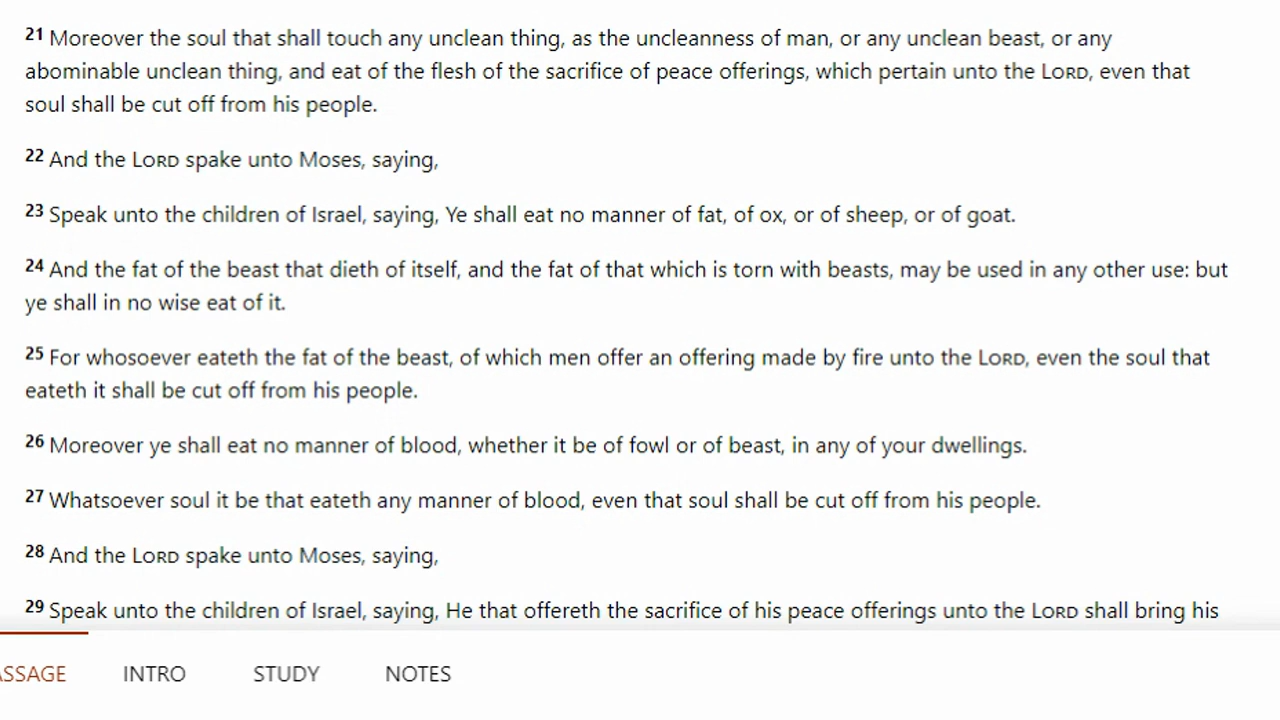 21 Moreover the soul that shall touch any unclean thing, as the uncleanness of man, or any unclean beast, or any
abominable unclean thing, and eat of the flesh of the sacrifice of peace offerings, which pertain unto the LORD, even that
soul shall be cut off from his people.
22 And the LORD spake unto Moses, saying,
23 Speak unto the children of Israel, saying, Ye shall eat no manner of fat, of ox, or of sheep, or of goat.
24 And the fat of the beast that dieth of itself, and the fat of that which is torn with beasts, may be used in any other use: but
ye shall in no wise eat of it.
25 For whosoever eateth the fat of the beast, of which men offer an offering made by fire unto the LORD, even the soul that
eateth it shall be cut off from his people.
26 Moreover ye shall eat no manner of blood, whether it be of fowl or of beast, in any of your dwellings.
27 Whatsoever soul it be that eateth any manner of blood, even that soul shall be cut off from his people.
28 And the LORD spake unto Moses, saying,
29 Speak unto the children of Israel, saying, He that offereth the sacrifice of his peace offerings unto the LORD shall bring his
ASSAGE INTRO STUDY NOTES